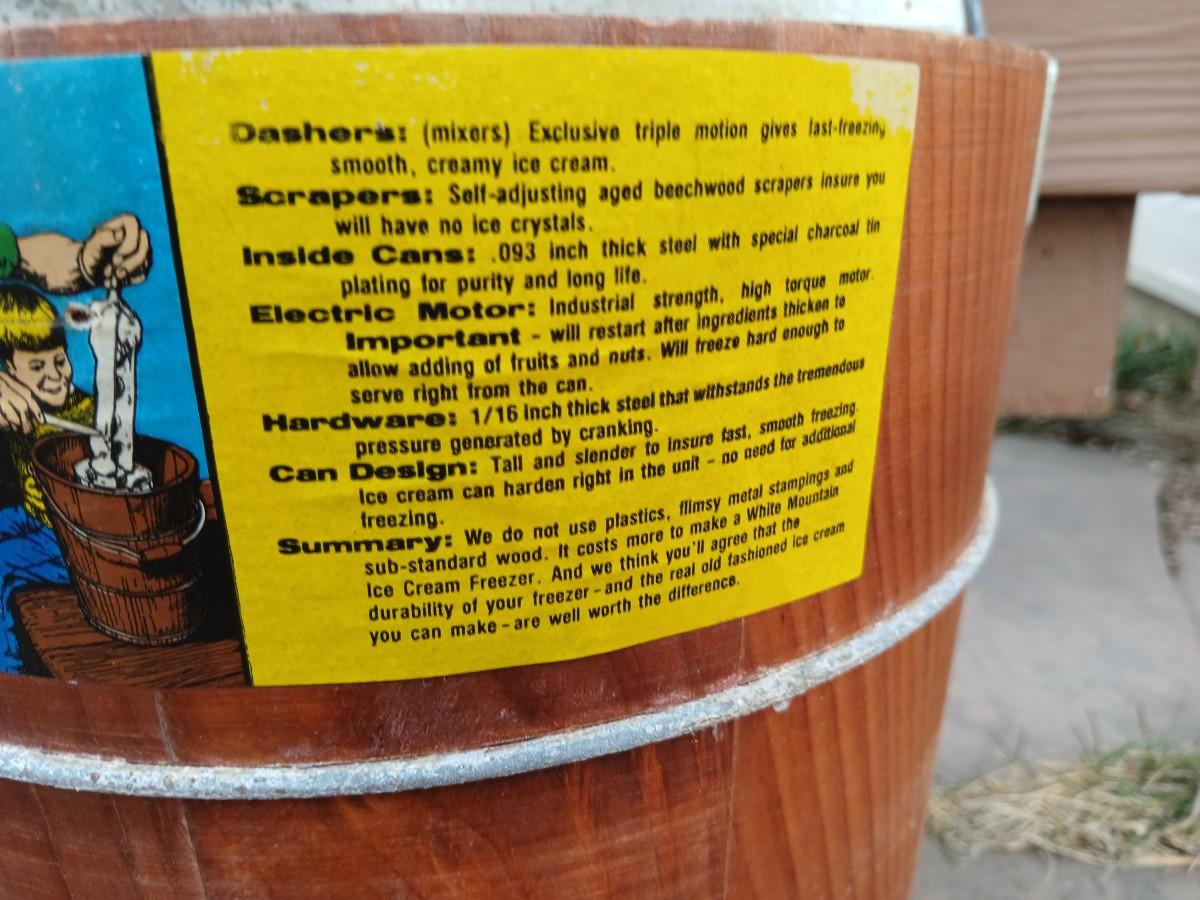 Dashers: (mixers) Exclusive triple motion gives fast-freezing
smooth, creamy ice cream.
Scrapers: Self-adjusting aged beechwood scrapers insure you
will have no ice crystals.
Inside Cans: .093 inch thick steel with special charcoal tin
plating for purity and long life.
Electric Motor: Industrial strength, high torque motor.
Important - will restart after ingredients thicken to
allow adding of fruits and nuts. Will freeze hard enough to
serve right from the can.
Hardware: 1/16 inch thick steel that withstands the tremendous
pressure generated by cranking.
Can Design: Tall and slender to insure fast, smooth freezing.
Ice cream can harden right in the unit - no need for additional
freezing.
Summary: We do not use plastics, flimsy metal stampings and
sub-standard wood. It costs more to make a White Mountain
Ice Cream Freezer. And we think you'll agree that the
durability of your freezer - and the real old fashioned ice cream
you can make - are well worth the difference.